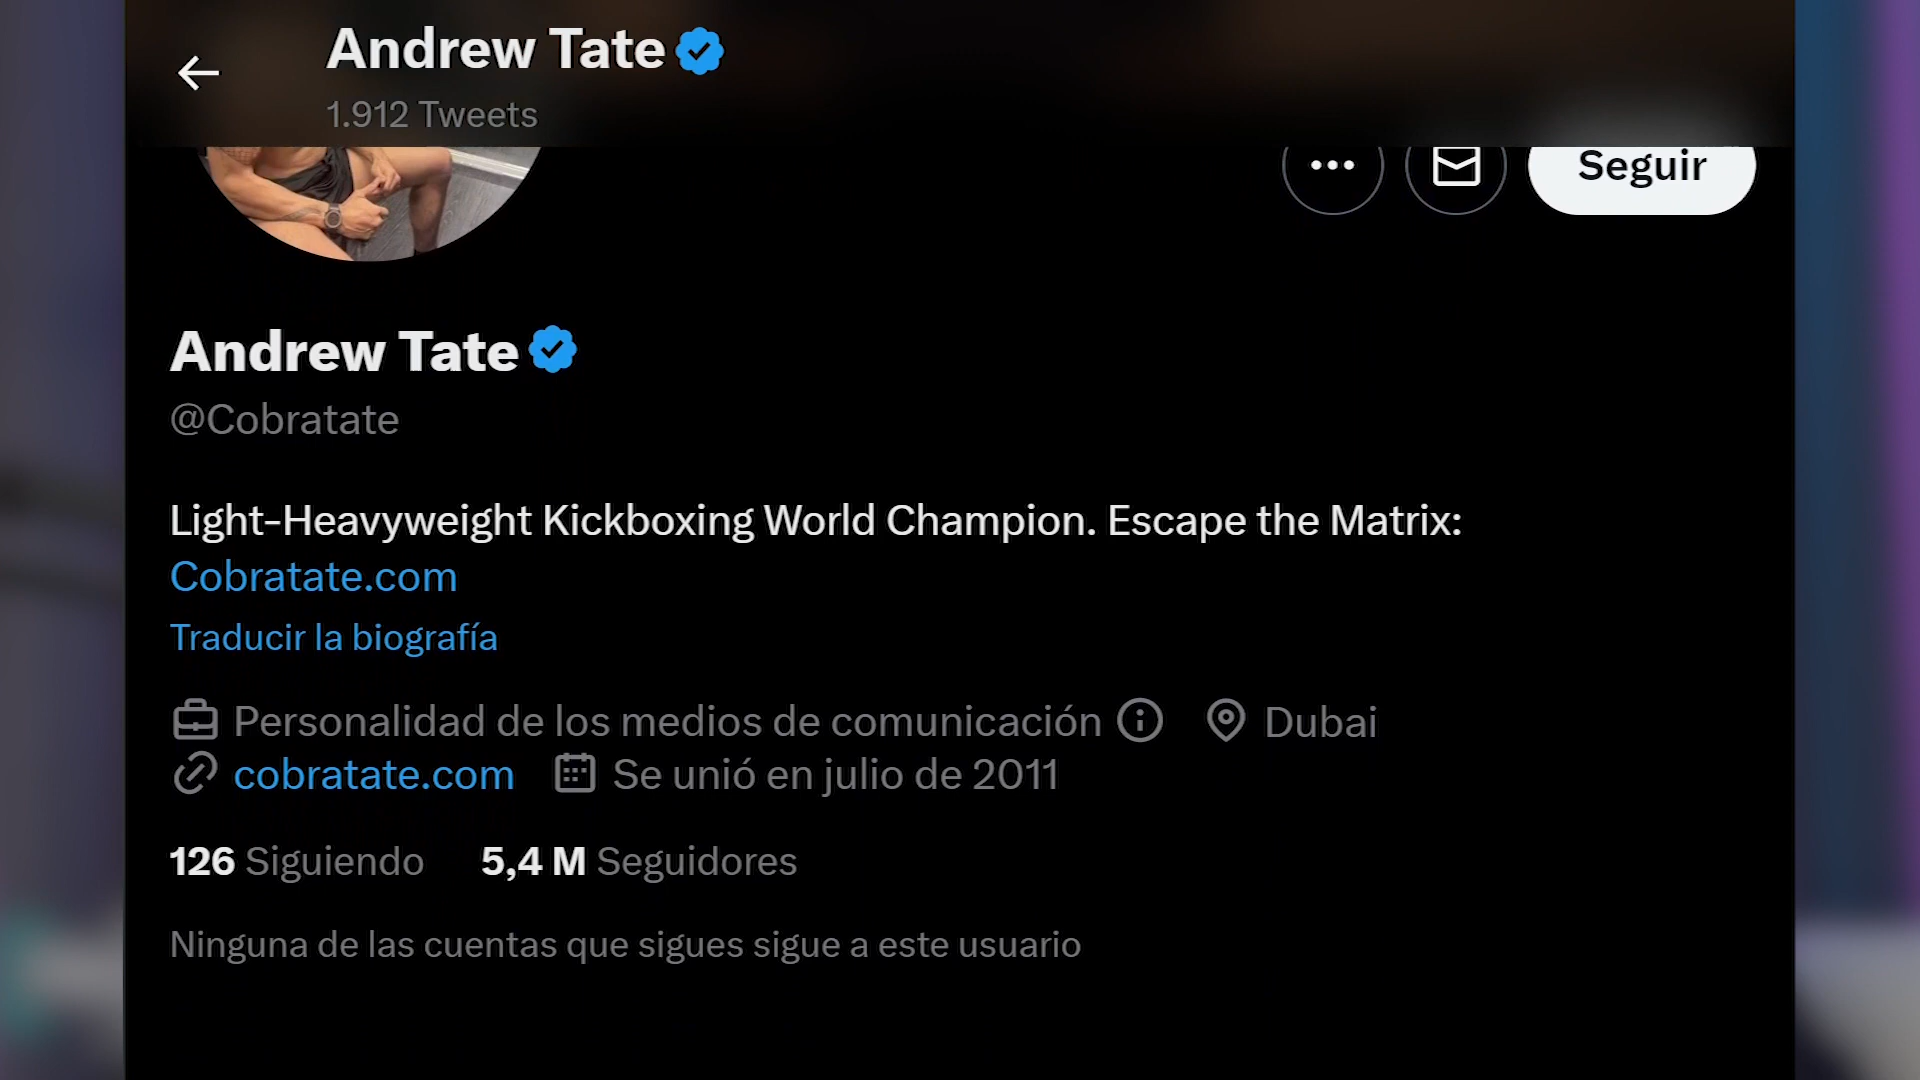 Andrew Tate
1.912 Tweets
Seguir
Andrew Tate
@Cobratate
Light-Heavyweight Kickboxing World Champion. Escape the Matrix:
Cobratate.com
Traducir la biografía
Personalidad de los medios de comunicación Dubai
cobratate.com Se unió en julio de 2011
126 Siguiendo 5,4 M Seguidores
Ninguna de las cuentas que sigues sigue a este usuario